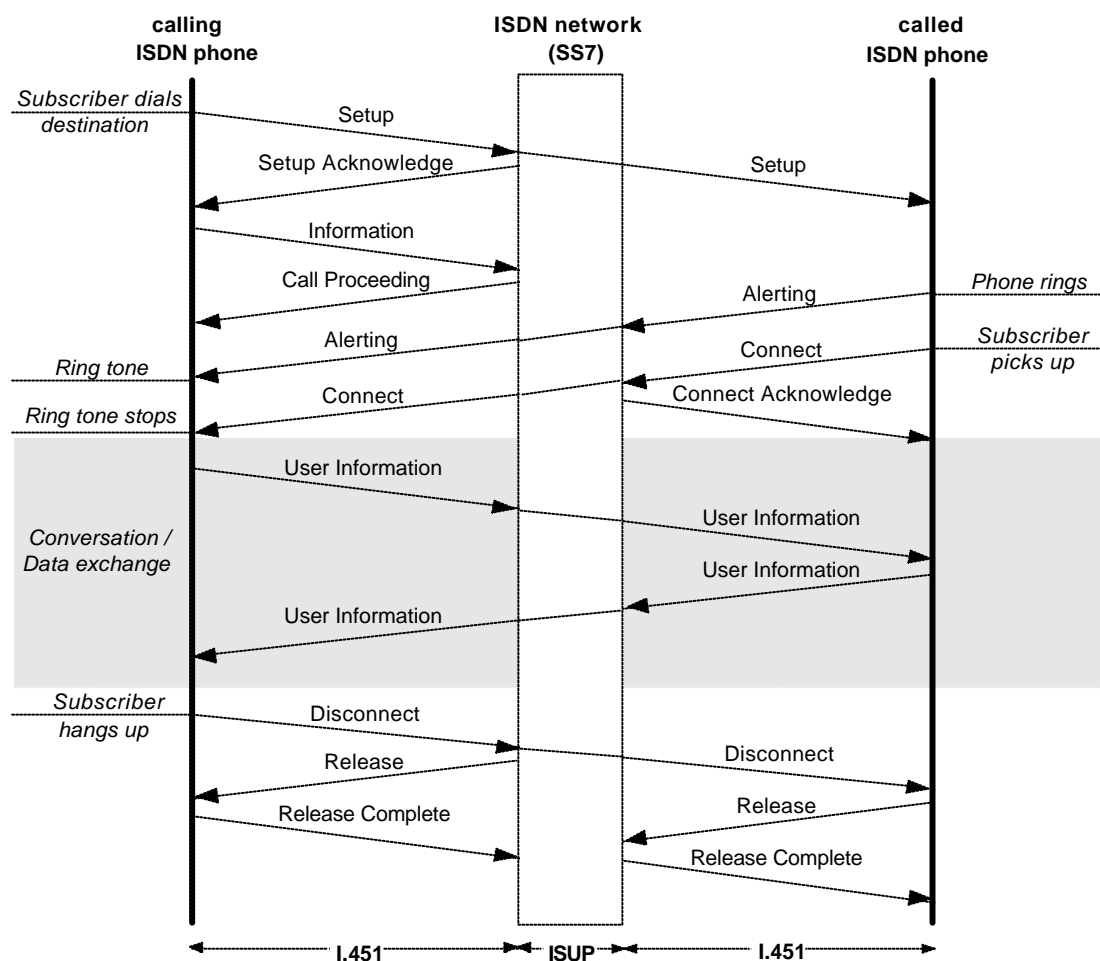 calling
ISDN phone
ISDN network
(SS7)
called
ISDN phone
Subscriber dials
destination
Setup
Setup Acknowledge
Setup
Information
Call Proceeding
Alerting
Phone rings
Alerting
Subscriber
picks up
Connect
Ring tone
Connect
Connect Acknowledge
Ring tone stops
User Information
User Information
Conversation /
Data exchange
User Information
User Information
Subscriber
hangs up
Disconnect
Disconnect
Release
Release
Release Complete
Release Complete
I.451
ISUP
I.451